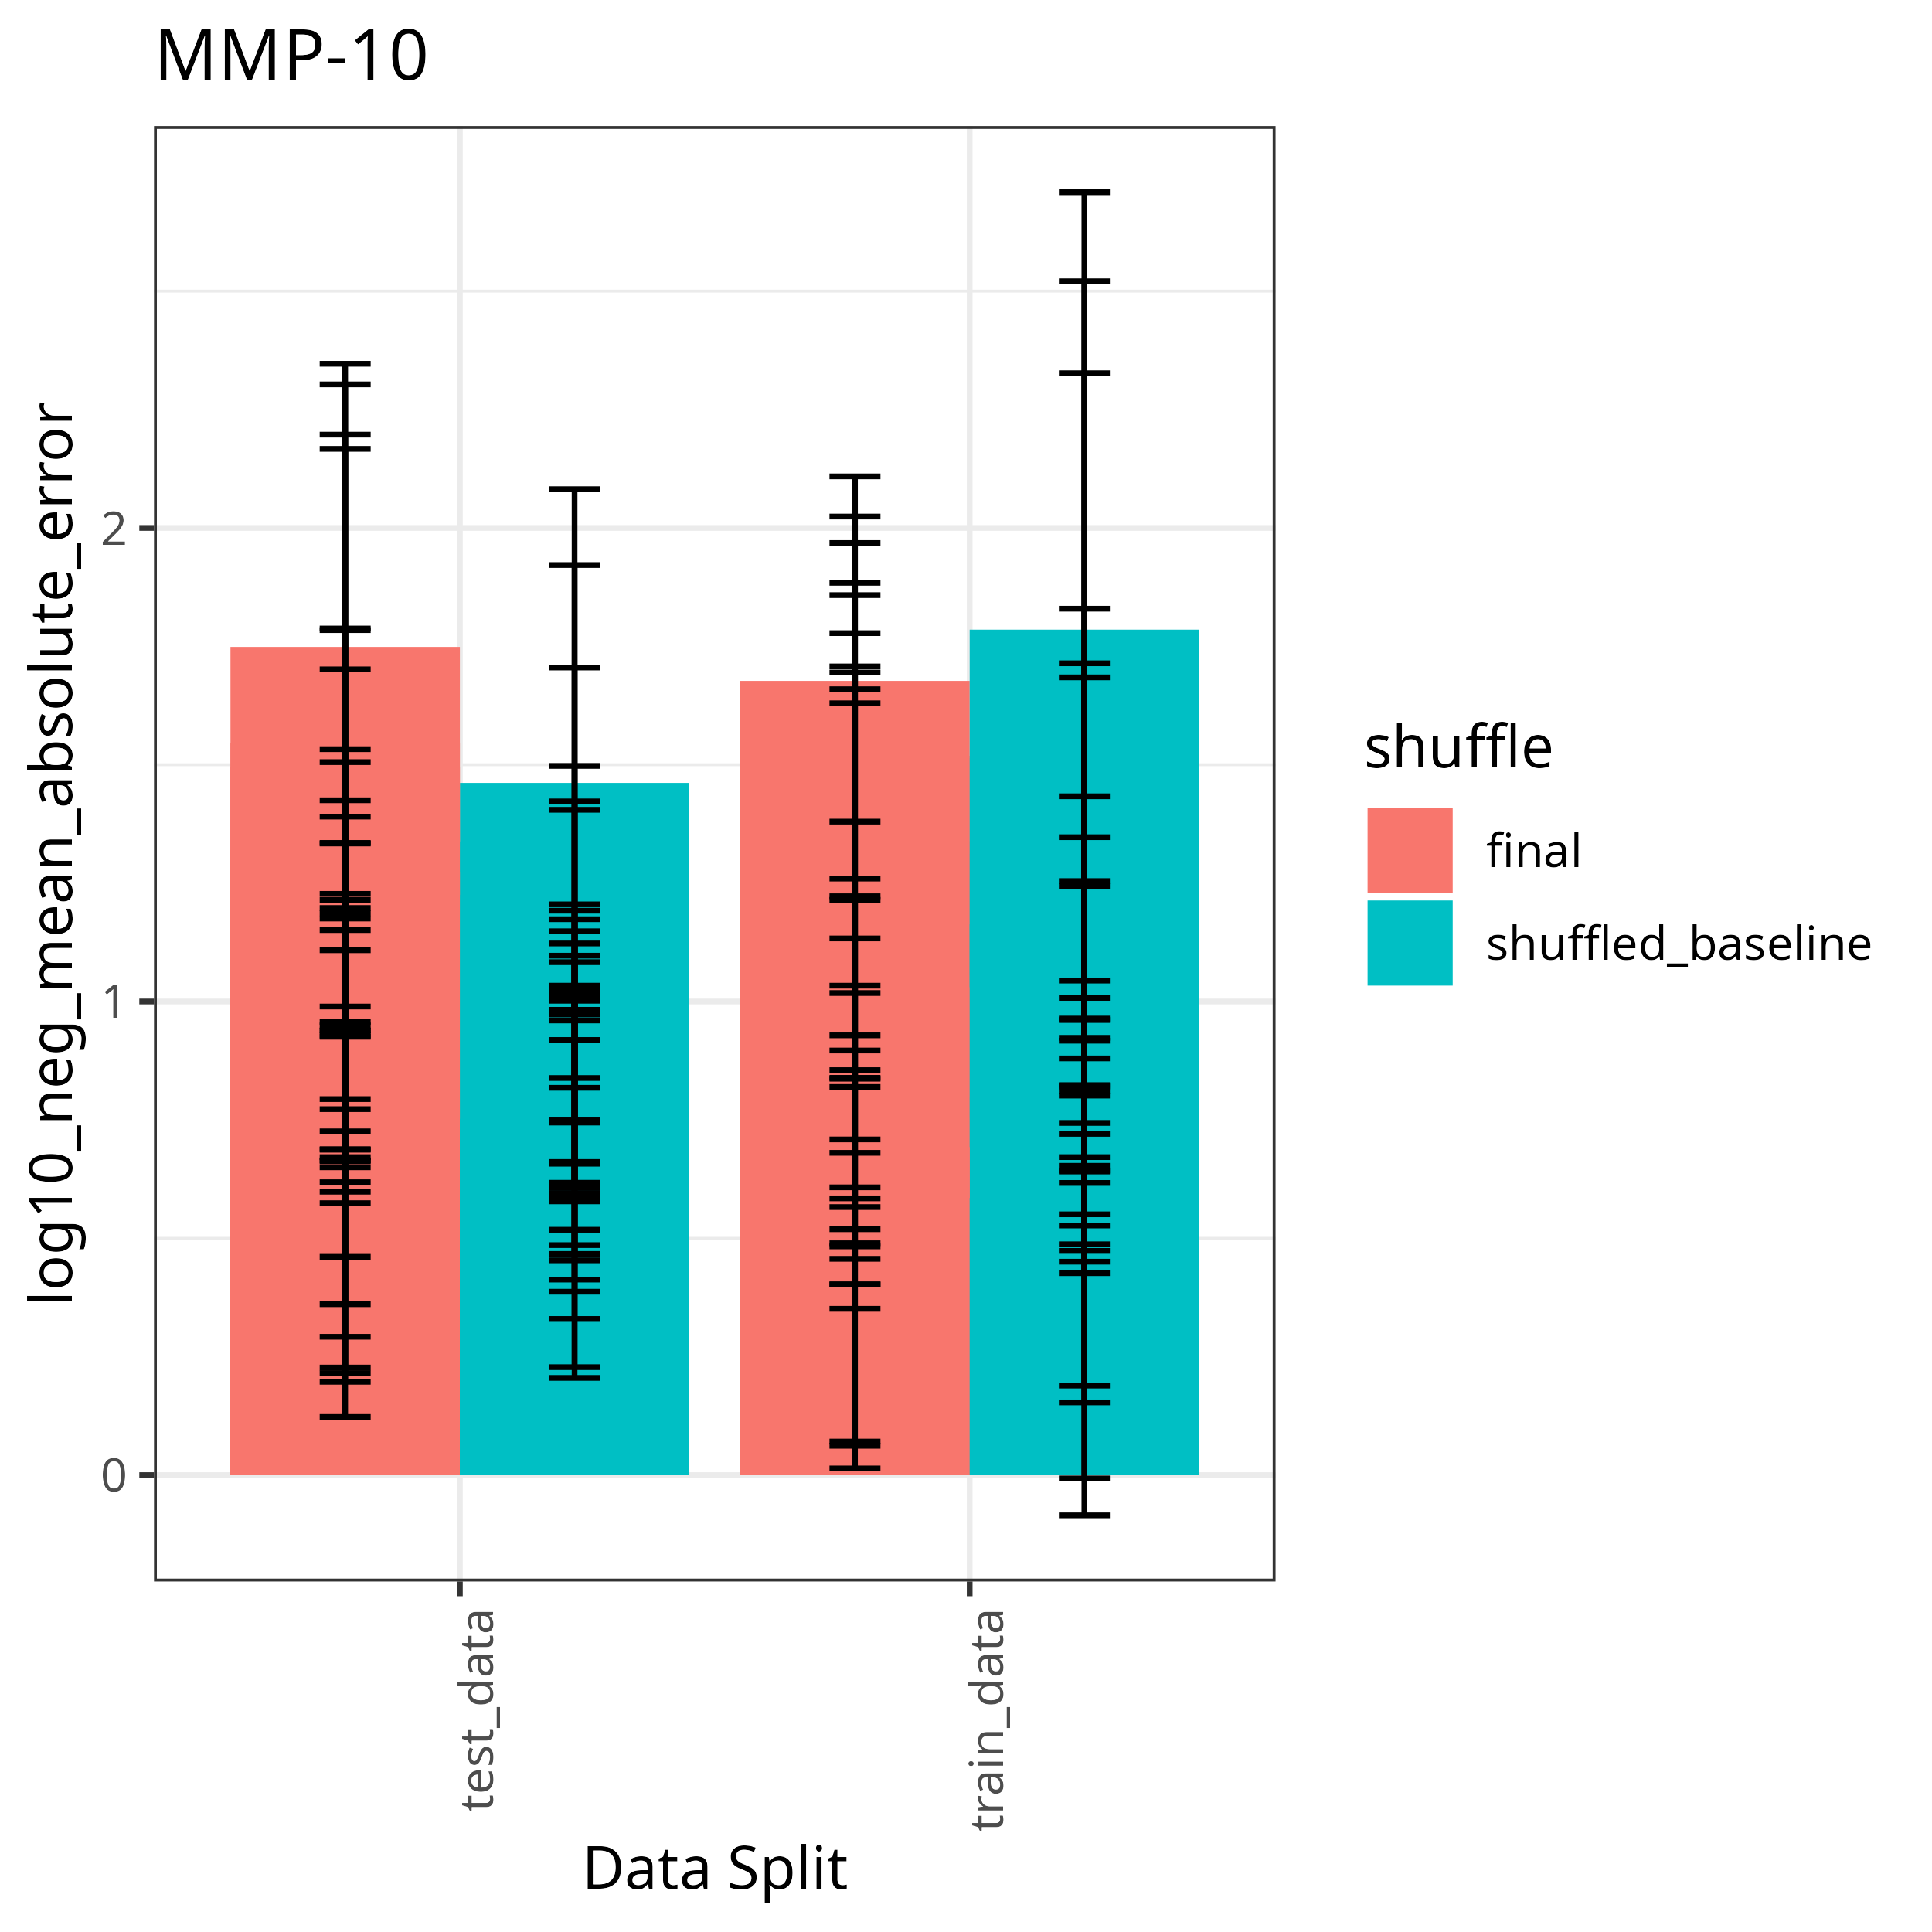 MMP-10
log10_neg_mean_absolute_error
2
1
0
test_data
train_data
Data Split
shuffle
final
shuffled_baseline